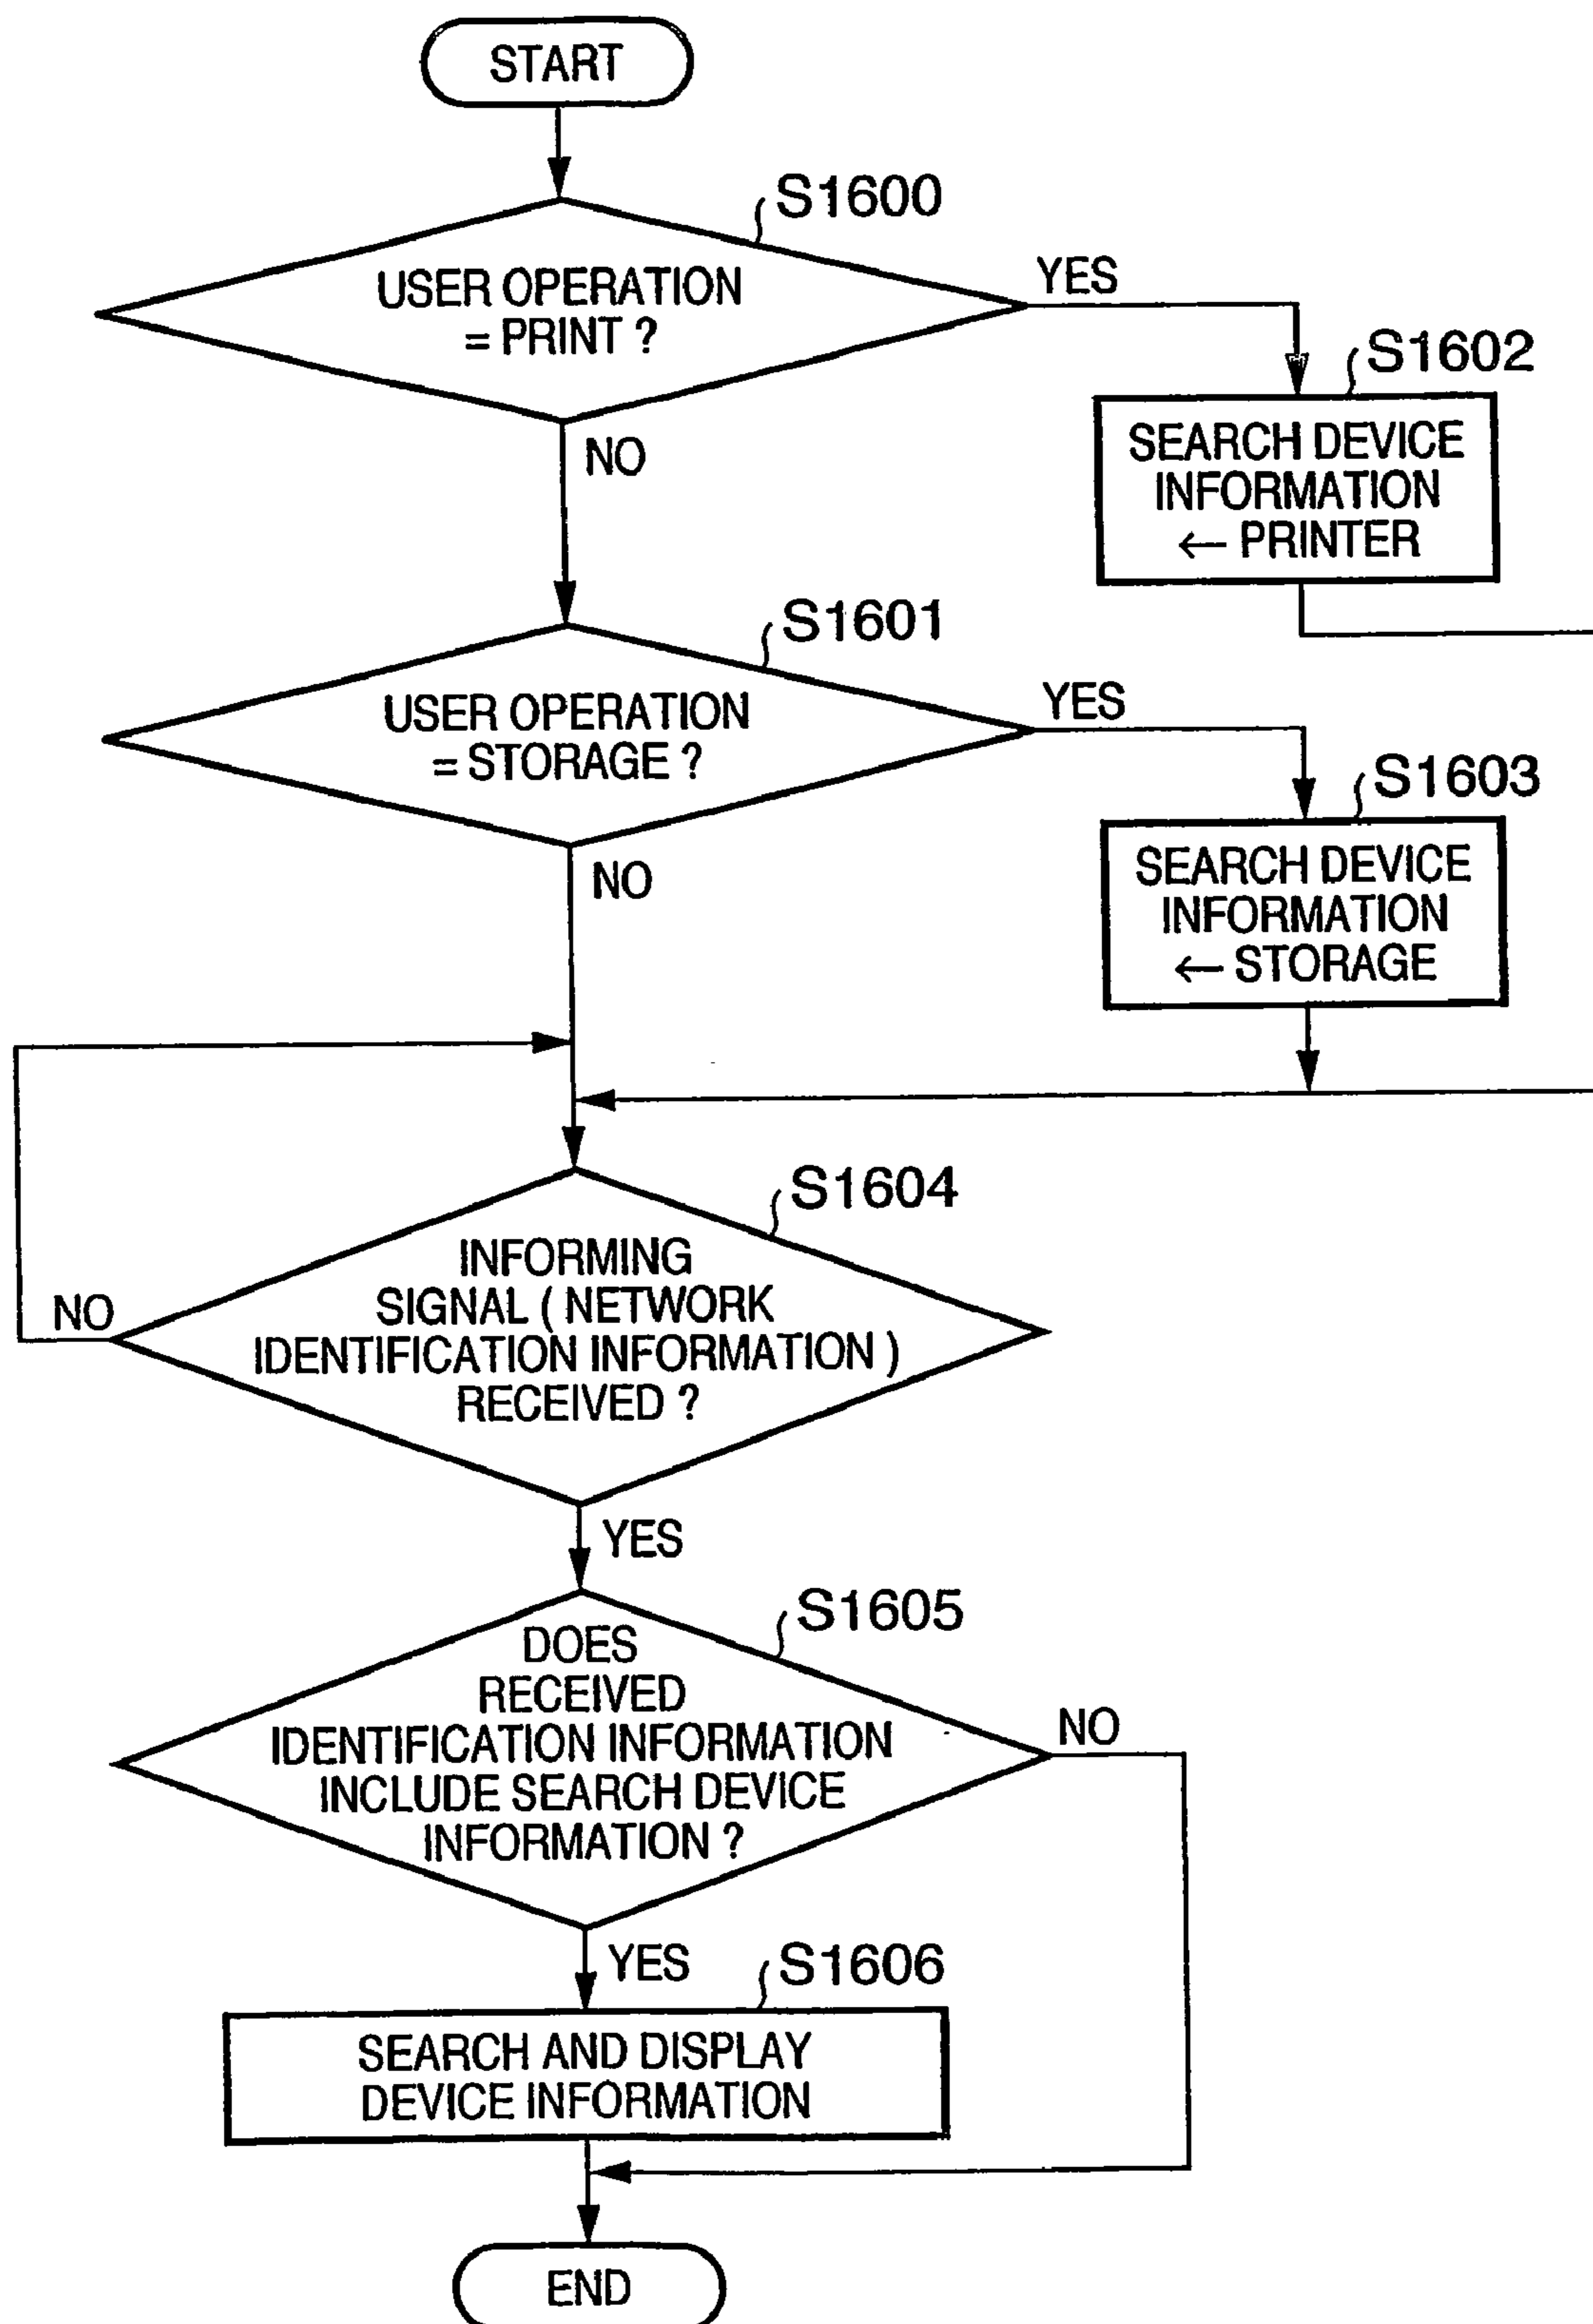 START
S1600
USER OPERATION
= PRINT ?
YES
NO
S1602
SEARCH DEVICE
INFORMATION
← PRINTER
S1601
USER OPERATION
= STORAGE ?
YES
NO
S1603
SEARCH DEVICE
INFORMATION
← STORAGE
S1604
INFORMING
SIGNAL ( NETWORK
IDENTIFICATION INFORMATION )
RECEIVED ?
NO
YES
S1605
DOES
RECEIVED
IDENTIFICATION INFORMATION
INCLUDE SEARCH DEVICE
INFORMATION ?
NO
YES
S1606
SEARCH AND DISPLAY
DEVICE INFORMATION
END